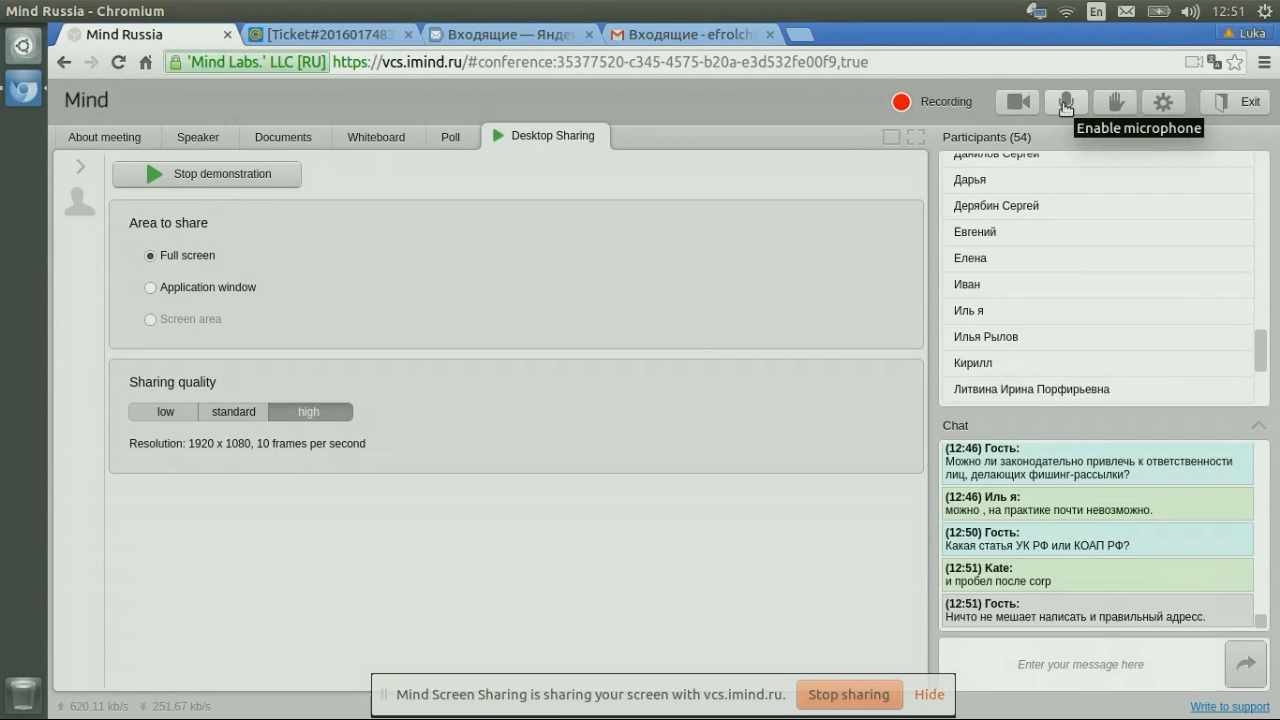 Mind Russia - Chromium
En
12:51
Mind Russia
[Ticket#2016017483
Входящие — Яндек
Входящие - efrolchi
Luka
'Mind Labs.' LLC [RU]
https://vcs.imind.ru/#conference:35377520-c345-4575-b20a-e3d532fe00f9,true
Mind
Recording
Exit
Enable microphone
About meeting
Speaker
Documents
Whiteboard
Poll
Desktop Sharing
Participants (54)
Stop demonstration
Area to share
Full screen
Application window
Screen area
Sharing quality
low
standard
high
Resolution: 1920 x 1080, 10 frames per second
Данилов Сергей
Дарья
Дерябин Сергей
Евгений
Елена
Иван
Иль я
Илья Рылов
Кирилл
Литвина Ирина Порфирьевна
Chat
(12:46) Гость:
Можно ли законодательно привлечь к ответственности
лиц, делающих фишинг-рассылки?
(12:46) Иль я:
можно , на практике почти невозможно.
(12:50) Гость:
Какая статья УК РФ или КОАП РФ?
(12:51) Kate:
и пробел после corp
(12:51) Гость:
Ничто не мешает написать и правильный адресс.
Enter your message here
Mind Screen Sharing is sharing your screen with vcs.imind.ru.
Stop sharing
Hide
620.11 kb/s
251.67 kb/s
Write to support